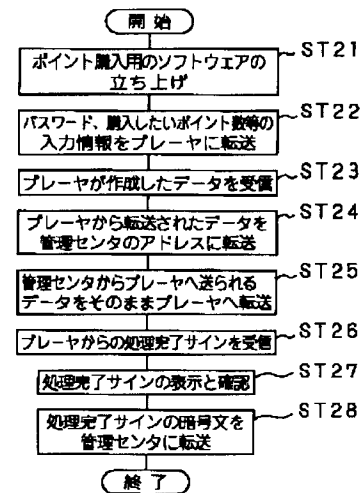 開始
ポイント購入用のソフトウェアの
立ち上げ
ST21
パスワード、購入したいポイント数等の
入力情報をプレーヤに転送
ST22
プレーヤが作成したデータを受信
ST23
プレーヤから転送されたデータを
管理センタのアドレスに転送
ST24
管理センタからプレーヤへ送られる
データをそのままプレーヤへ転送
ST25
プレーヤからの処理完了サインを受信
ST26
処理完了サインの表示と確認
ST27
処理完了サインの暗号文を
管理センタに転送
ST28
終了